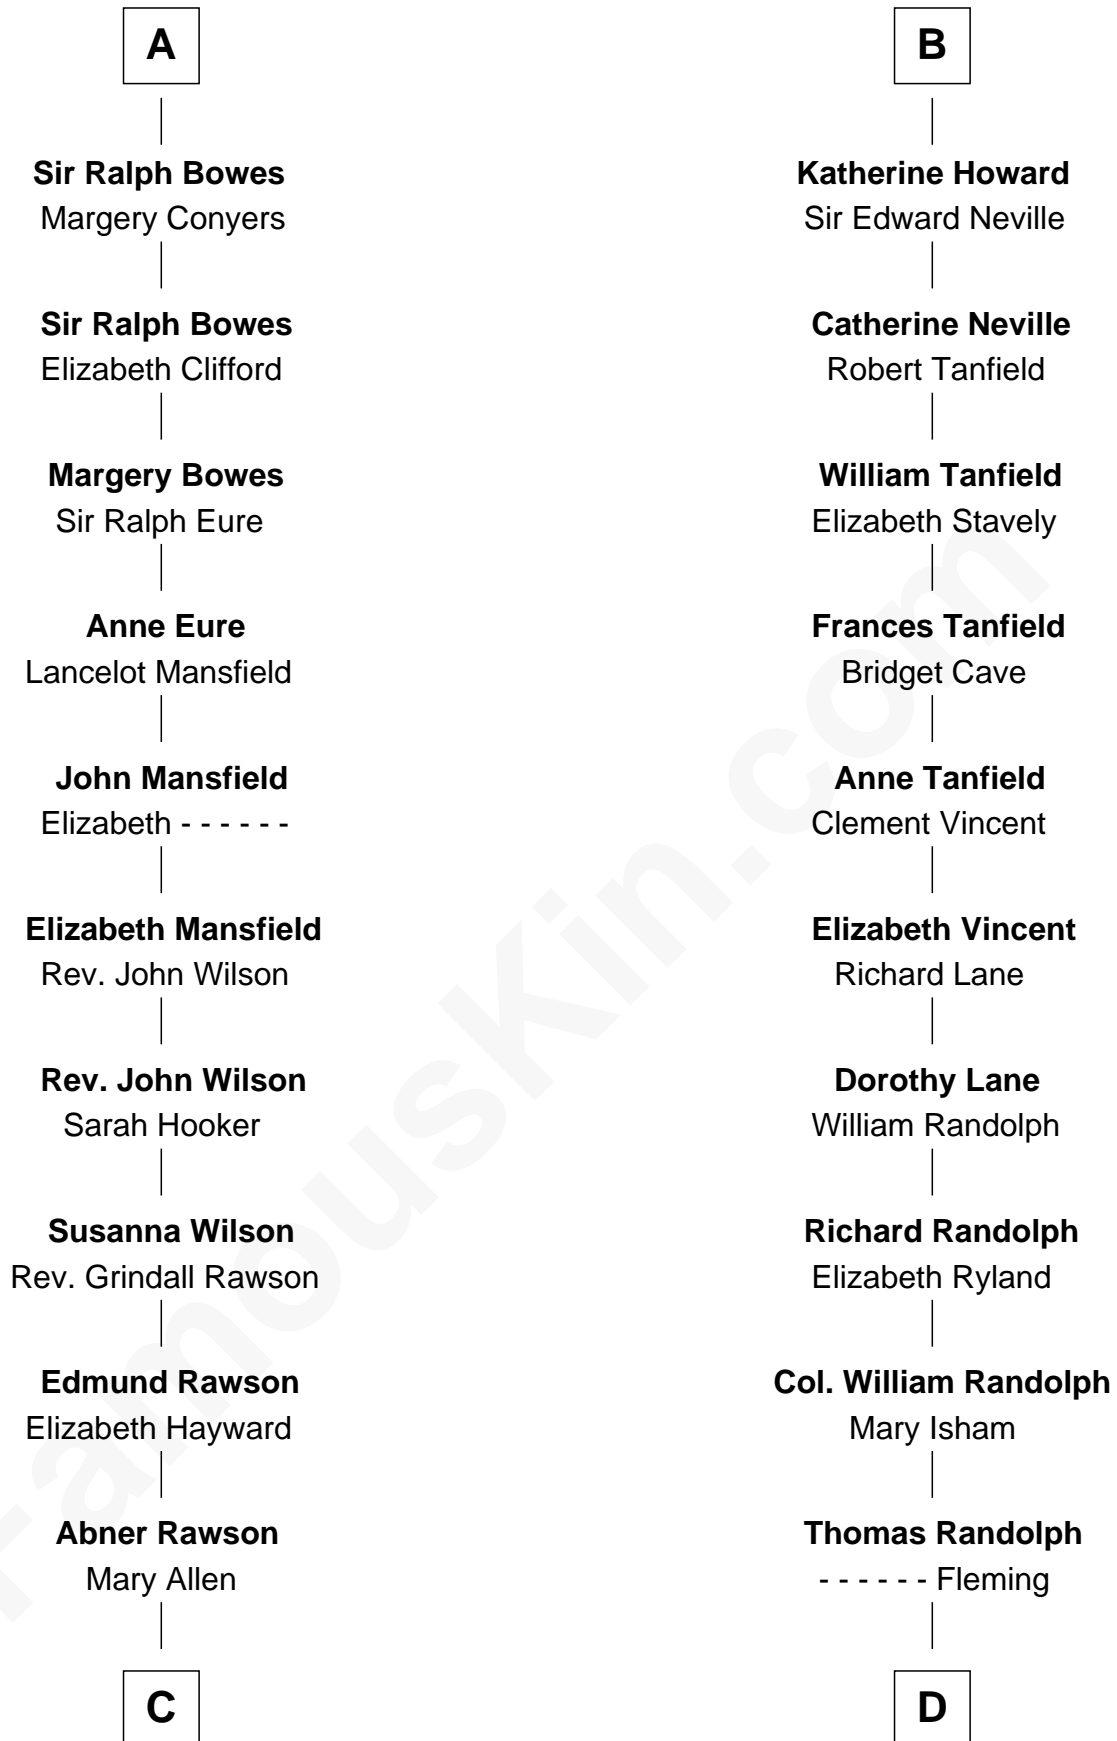 A
Sir Ralph Bowes
Margery Conyers
Sir Ralph Bowes
Elizabeth Clifford
Margery Bowes
Sir Ralph Eure
Anne Eure
Lancelot Mansfield
John Mansfield
Elizabeth - - - - - -
Elizabeth Mansfield
Rev. John Wilson
Rev. John Wilson
Sarah Hooker
Susanna Wilson
Rev. Grindall Rawson
Edmund Rawson
Elizabeth Hayward
Abner Rawson
Mary Allen
C
B
Katherine Howard
Sir Edward Neville
Catherine Neville
Robert Tanfield
William Tanfield
Elizabeth Stavely
Frances Tanfield
Bridget Cave
Anne Tanfield
Clement Vincent
Elizabeth Vincent
Richard Lane
Dorothy Lane
William Randolph
Richard Randolph
Elizabeth Ryland
Col. William Randolph
Mary Isham
Thomas Randolph
- - - - - - Fleming
D
FamousKin.com